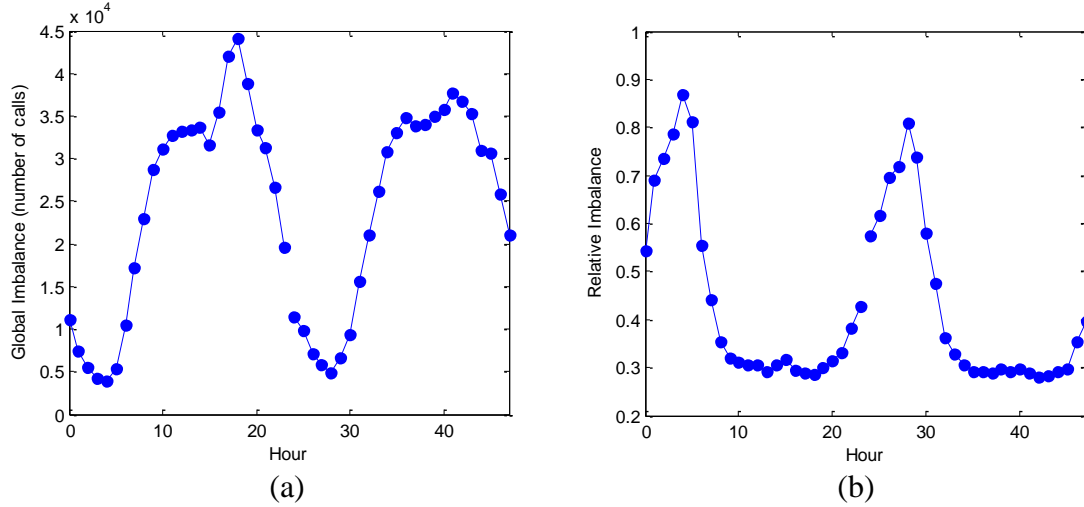 x 10⁴
4.5
4
3.5
3
2.5
2
1.5
1
0.5
0
Global Imbalance (number of calls)
0 10 20 30 40
Hour
(a)
1
0.9
0.8
0.7
0.6
0.5
0.4
0.3
0.2
Relative Imbalance
0 10 20 30 40
Hour
(b)